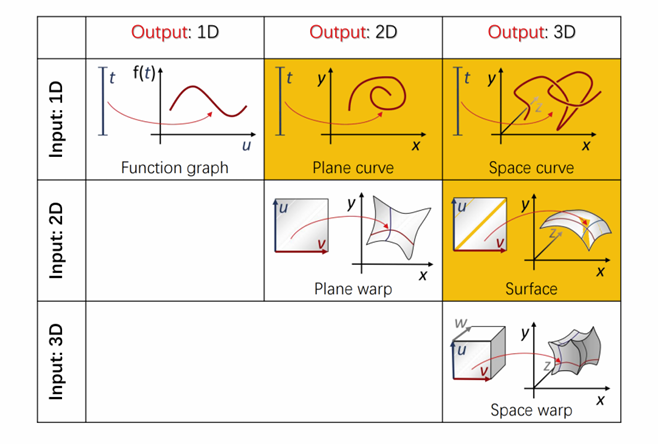 Output: 1D
Output: 2D
Output: 3D
Input: 1D
t
f(t)
u
Function graph
t
y
x
Plane curve
t
y
z
x
Space curve
Input: 2D
u
v
y
x
Plane warp
u
v
y
z
x
Surface
Input: 3D
w
u
v
y
z
x
Space warp